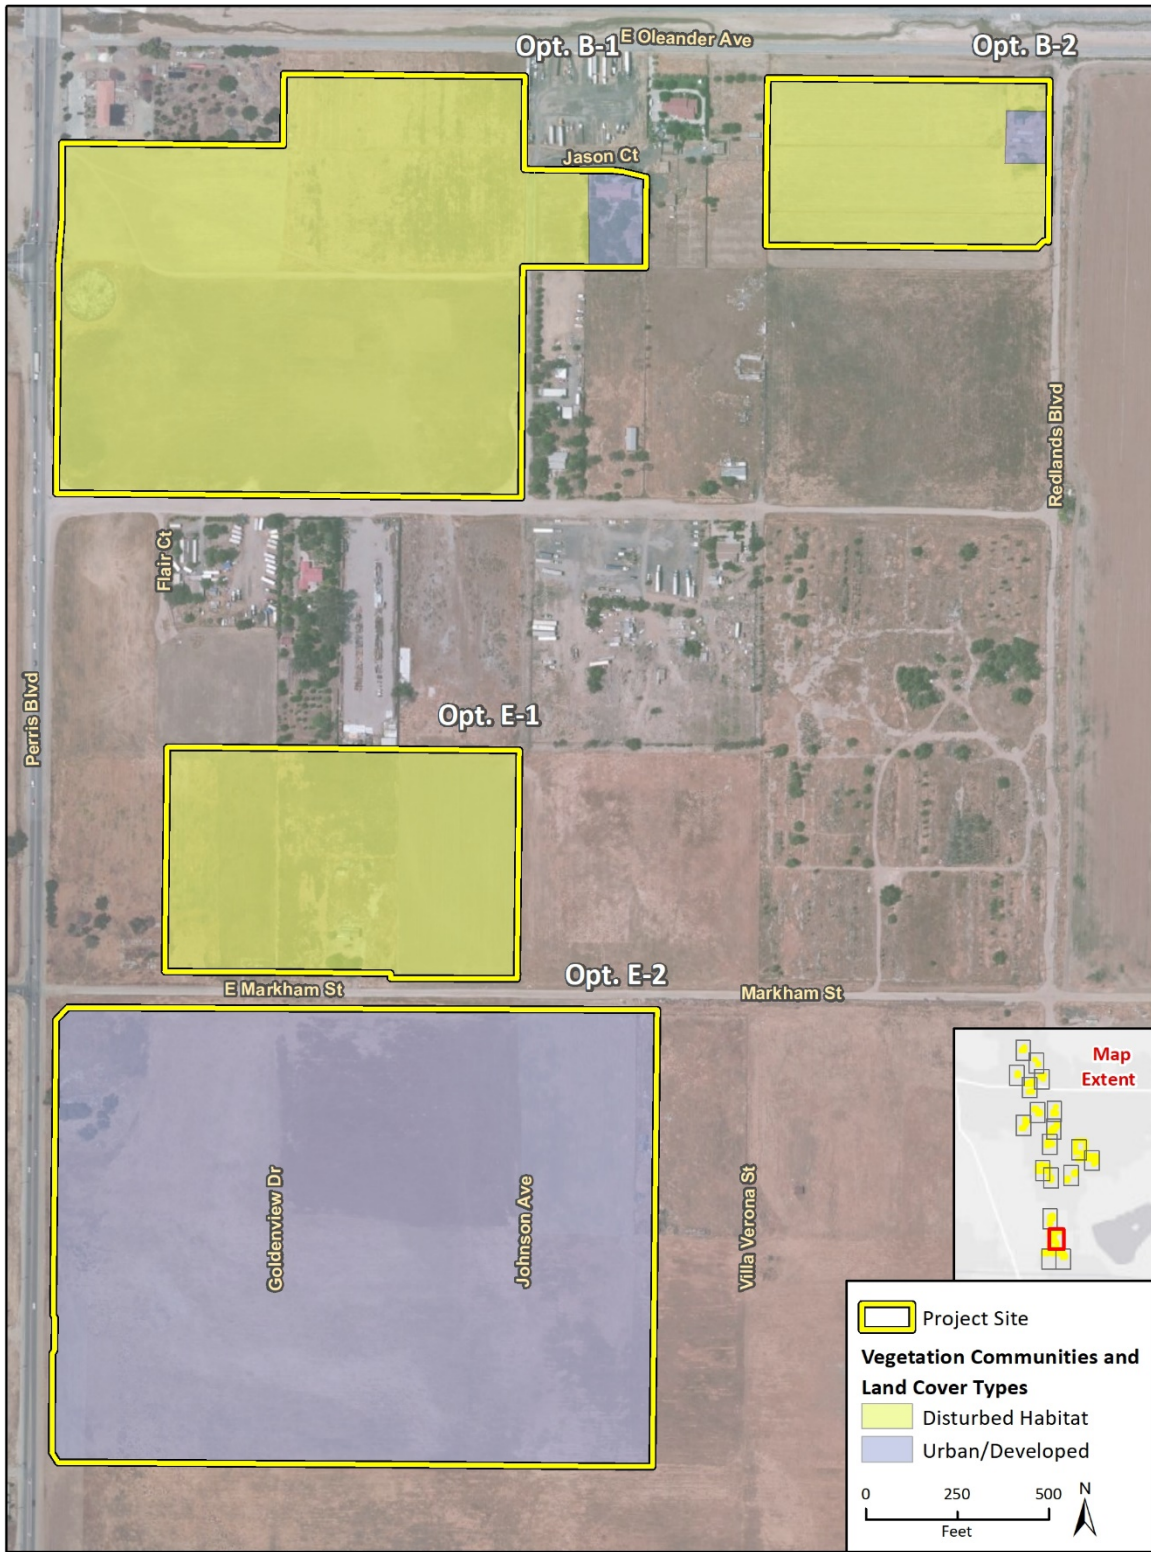 E Oleander Ave
Opt. B-1
Opt. B-2
Jason Ct
Redlands Blvd
Flair Ct
Perris Blvd
Opt. E-1
Opt. E-2
E Markham St
Markham St
Goldenview Dr
Johnson Ave
Villa Verona St
Map
Extent
Project Site
Vegetation Communities and
Land Cover Types
Disturbed Habitat
Urban/Developed
0 250 500
Feet
N